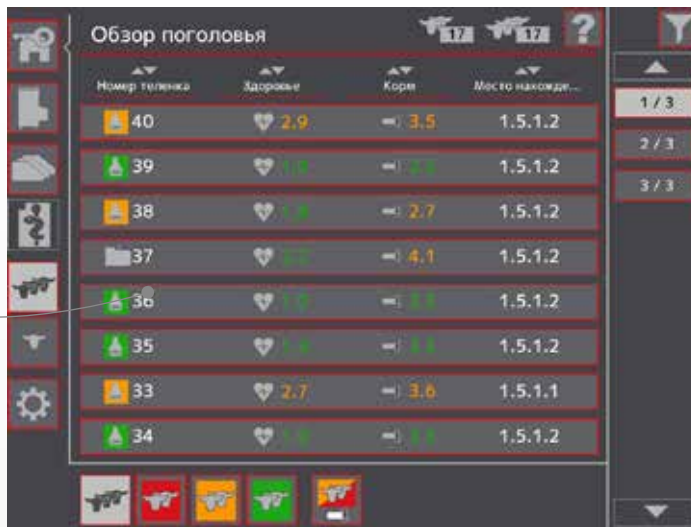 Обзор поголовья 17 17 ?
Номер теленка Здоровье Корм Место нахожде...
1 / 3
2 / 3
3 / 3
40 2.9 3.5 1.5.1.2
39 1.5.1.2
38 2.7 1.5.1.2
37 4.1 1.5.1.2
36 1.5.1.2
35 1.5.1.2
33 2.7 3.6 1.5.1.1
34 1.5.1.2